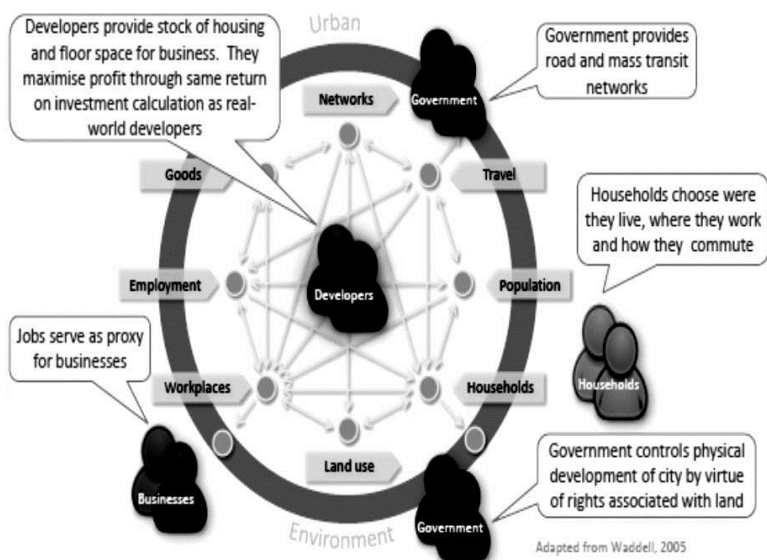 Developers provide stock of housing
and floor space for business. They
maximise profit through same return
on investment calculation as real-
world developers
Urban
Government provides
road and mass transit
networks
Networks
Government
Goods
Travel
Households choose were
they live, where they work
and how they commute
Employment
Developers
Population
Jobs serve as proxy
for businesses
Workplaces
Households
Households
Land use
Government controls physical
development of city by virtue
of rights associated with land
Businesses
Government
Environment
Adapted from Waddell, 2005